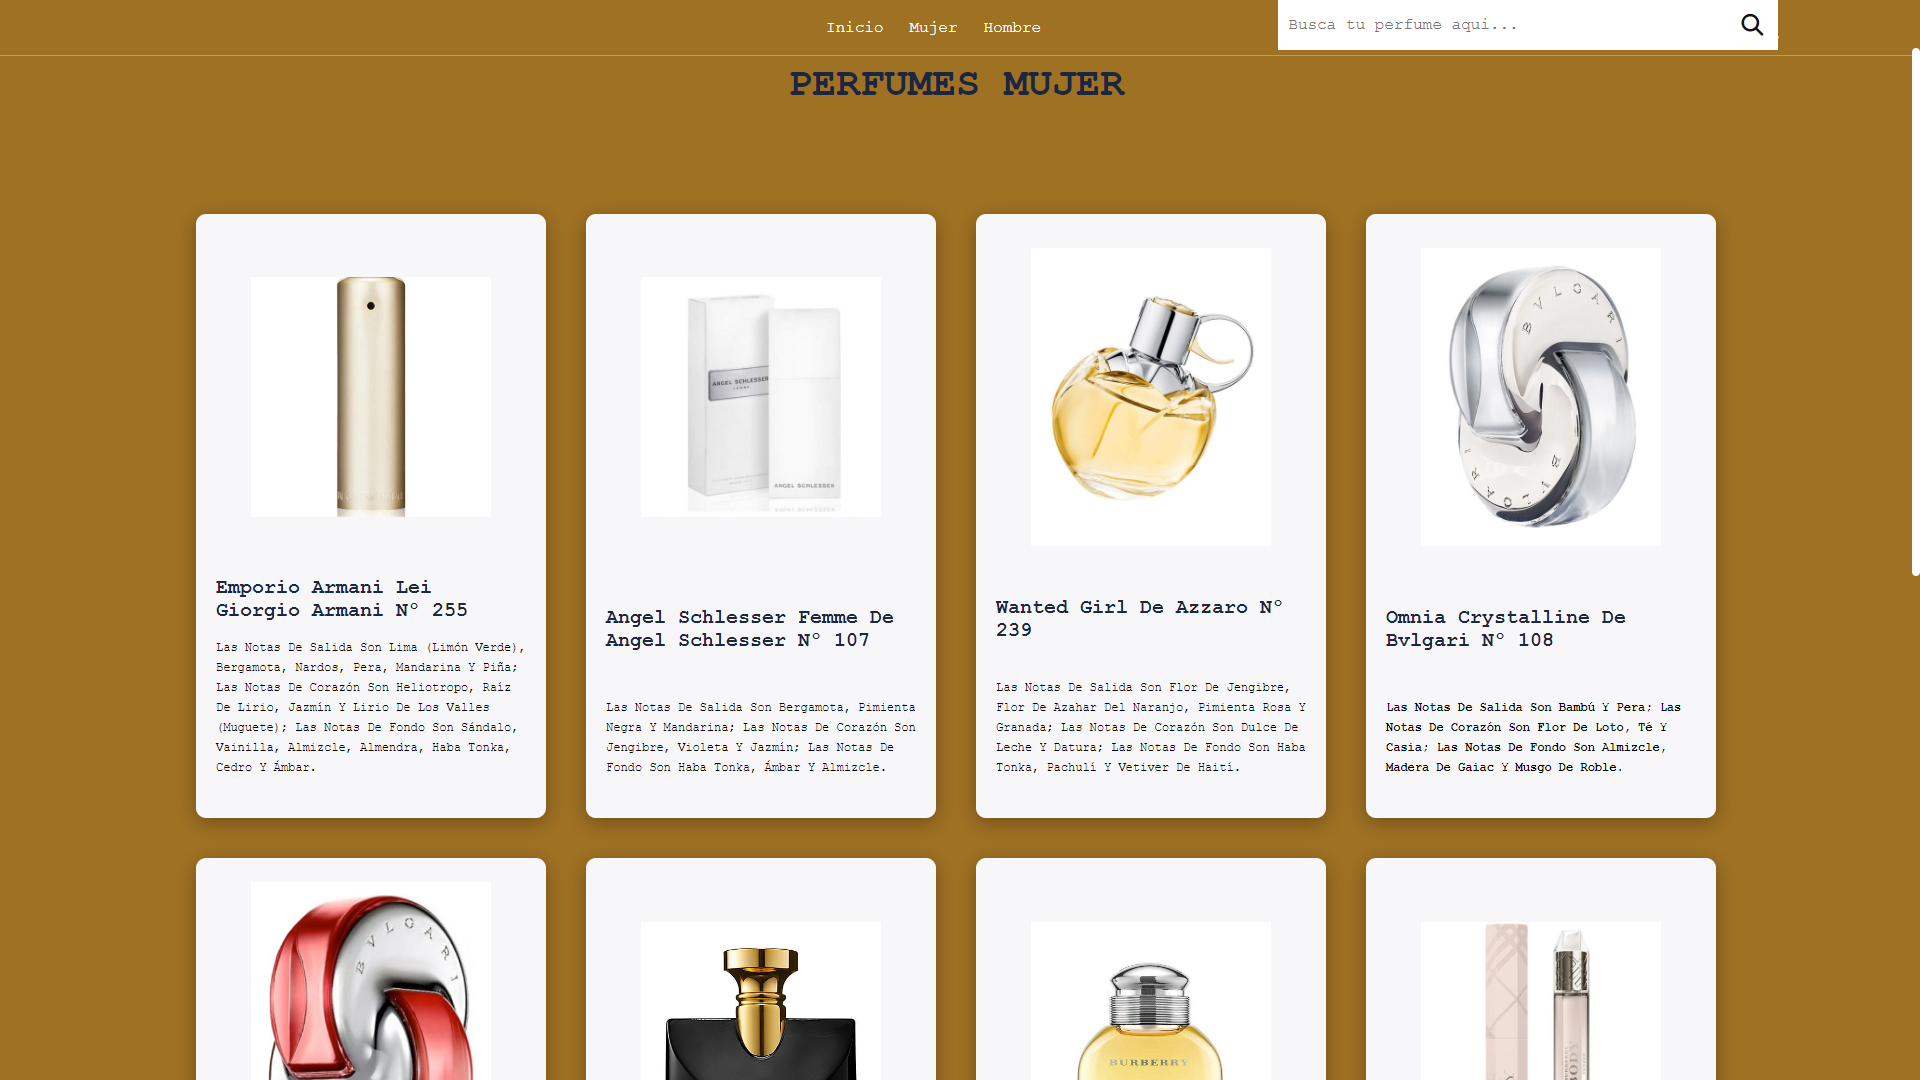 Inicio Mujer Hombre
Busca tu perfume aqui...
PERFUMES MUJER
ANGEL SCHLESSER
FEMME
ANGEL SCHLESSER
BVLGARI
BVLGARI
Emporio Armani Lei
Giorgio Armani Nº 255
Las Notas De Salida Son Lima (Limón Verde),
Bergamota, Nardos, Pera, Mandarina Y Piña;
Las Notas De Corazón Son Heliotropo, Raíz
De Lirio, Jazmín Y Lirio De Los Valles
(Muguete); Las Notas De Fondo Son Sándalo,
Vainilla, Almizcle, Almendra, Haba Tonka,
Cedro Y Ámbar.
Angel Schlesser Femme De
Angel Schlesser Nº 107
Las Notas De Salida Son Bergamota, Pimienta
Negra Y Mandarina; Las Notas De Corazón Son
Jengibre, Violeta Y Jazmín; Las Notas De
Fondo Son Haba Tonka, Ámbar Y Almizcle.
Wanted Girl De Azzaro Nº
239
Las Notas De Salida Son Flor De Jengibre,
Flor De Azahar Del Naranjo, Pimienta Rosa Y
Granada; Las Notas De Corazón Son Dulce De
Leche Y Datura; Las Notas De Fondo Son Haba
Tonka, Pachulí Y Vetiver De Haití.
Omnia Crystalline De
Bvlgari Nº 108
Las Notas De Salida Son Bambú Y Pera; Las
Notas De Corazón Son Flor De Loto, Té Y
Casia; Las Notas De Fondo Son Almizcle,
Madera De Gaiac Y Musgo De Roble.
BVLGARI
BURBERRY
BODY